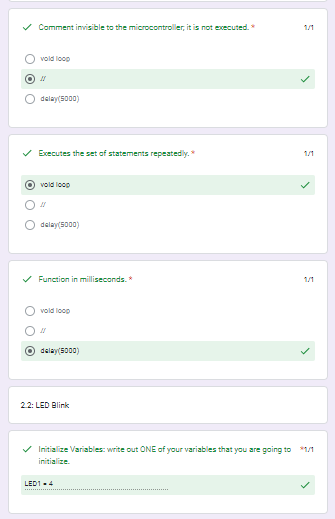 Comment invisible to the microcontroller, it is not executed. * 1/1
void loop
//
delay(5000)
Executes the set of statements repeatedly. * 1/1
void loop
//
delay(5000)
Function in milliseconds. * 1/1
void loop
//
delay(5000)
2.2: LED Blink
Initialize Variables: write out ONE of your variables that you are going to *1/1
initialize.
LED1 = 4